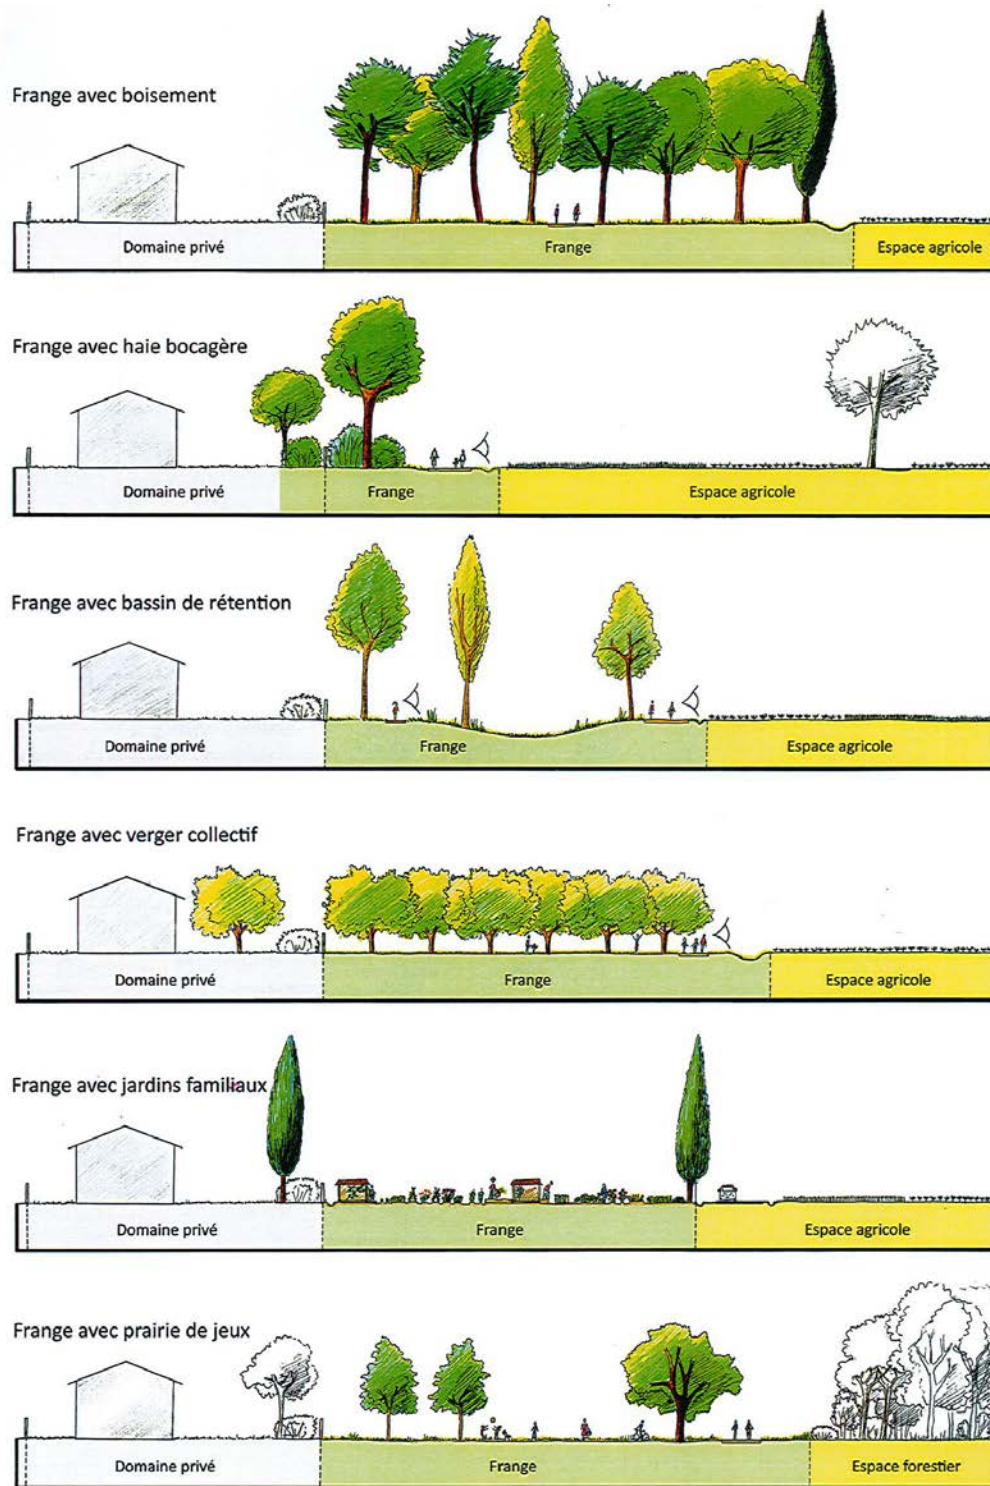 Frange avec boisement
Domaine privé
Frange
Espace agricole
Frange avec haie bocagère
Domaine privé
Frange
Espace agricole
Frange avec bassin de rétention
Domaine privé
Frange
Espace agricole
Frange avec verger collectif
Domaine privé
Frange
Espace agricole
Frange avec jardins familiaux
Domaine privé
Frange
Espace agricole
Frange avec prairie de jeux
Domaine privé
Frange
Espace forestier